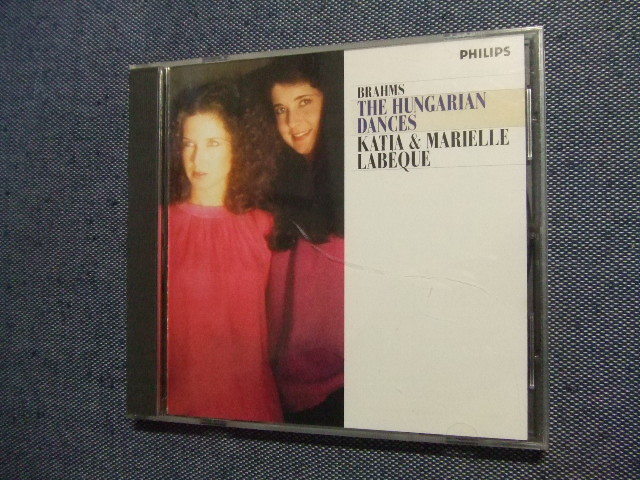 PHILIPS
BRAHMS
THE HUNGARIAN
DANCES
KATIA & MARIELLE
LABEQUE